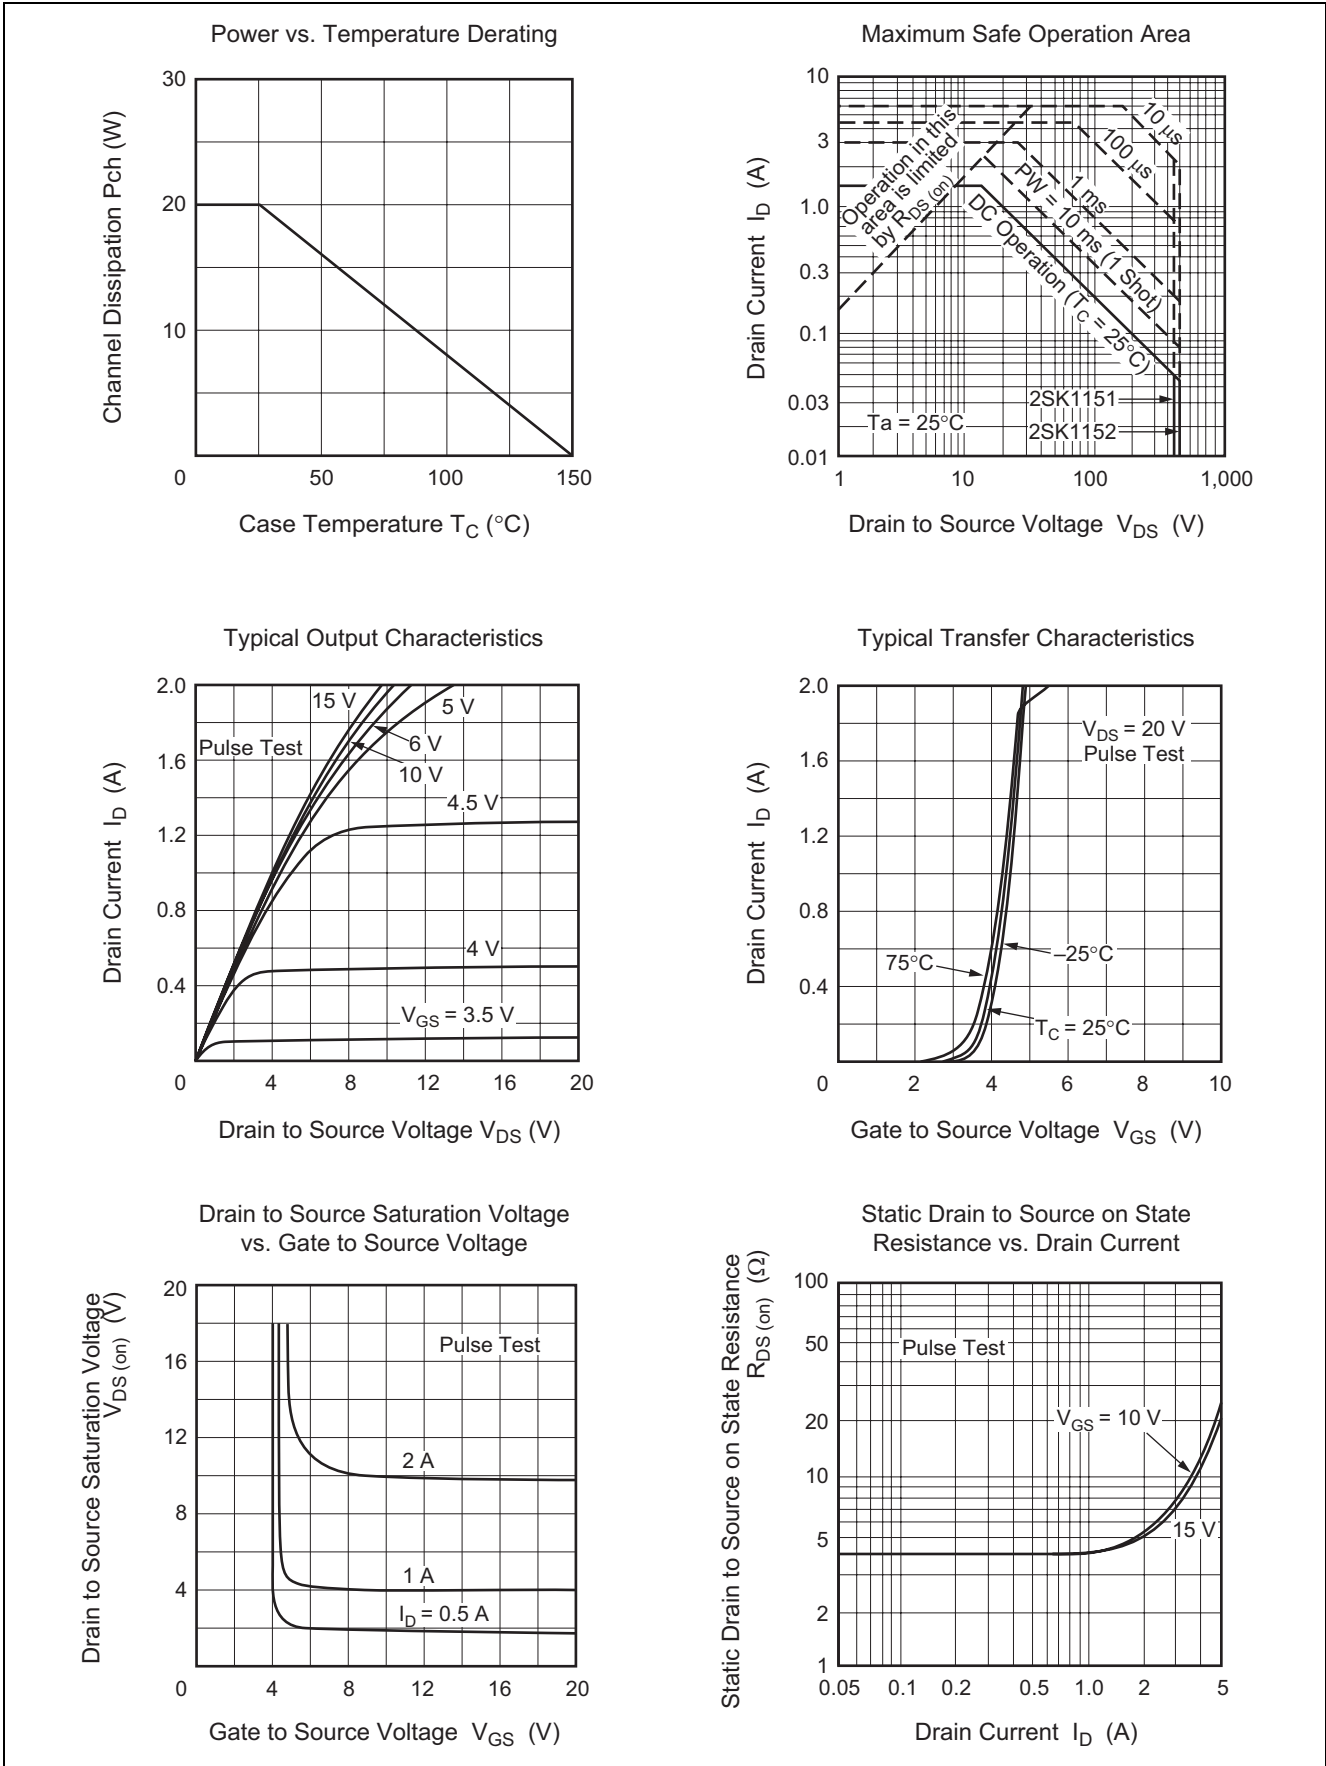 Power vs. Temperature Derating
Channel Dissipation Pch (W)
30
20
10
0
50
100
150
Case Temperature TC (°C)
Maximum Safe Operation Area
Drain Current ID (A)
10
3
1.0
0.3
0.1
0.03
0.01
Operation in this
area is limited
by RDS (on)
10 μs
100 μs
1 ms
PW = 10 ms (1 Shot)
DC Operation (TC = 25°C)
Ta = 25°C
2SK1151
2SK1152
1
10
100
1,000
Drain to Source Voltage VDS (V)
Typical Output Characteristics
Drain Current ID (A)
2.0
1.6
1.2
0.8
0.4
0
15 V
5 V
Pulse Test
6 V
10 V
4.5 V
4 V
VGS = 3.5 V
4
8
12
16
20
Drain to Source Voltage VDS (V)
Typical Transfer Characteristics
Drain Current ID (A)
2.0
1.6
1.2
0.8
0.4
0
VDS = 20 V
Pulse Test
–25°C
75°C
TC = 25°C
2
4
6
8
10
Gate to Source Voltage VGS (V)
Drain to Source Saturation Voltage
vs. Gate to Source Voltage
Drain to Source Saturation Voltage
VDS (on) (V)
20
16
12
8
4
0
Pulse Test
2 A
1 A
ID = 0.5 A
4
8
12
16
20
Gate to Source Voltage VGS (V)
Static Drain to Source on State
Resistance vs. Drain Current
Static Drain to Source on State Resistance
RDS (on) (Ω)
100
50
20
10
5
2
1
Pulse Test
VGS = 10 V
15 V
0.05
0.1
0.2
0.5
1.0
2
5
Drain Current ID (A)